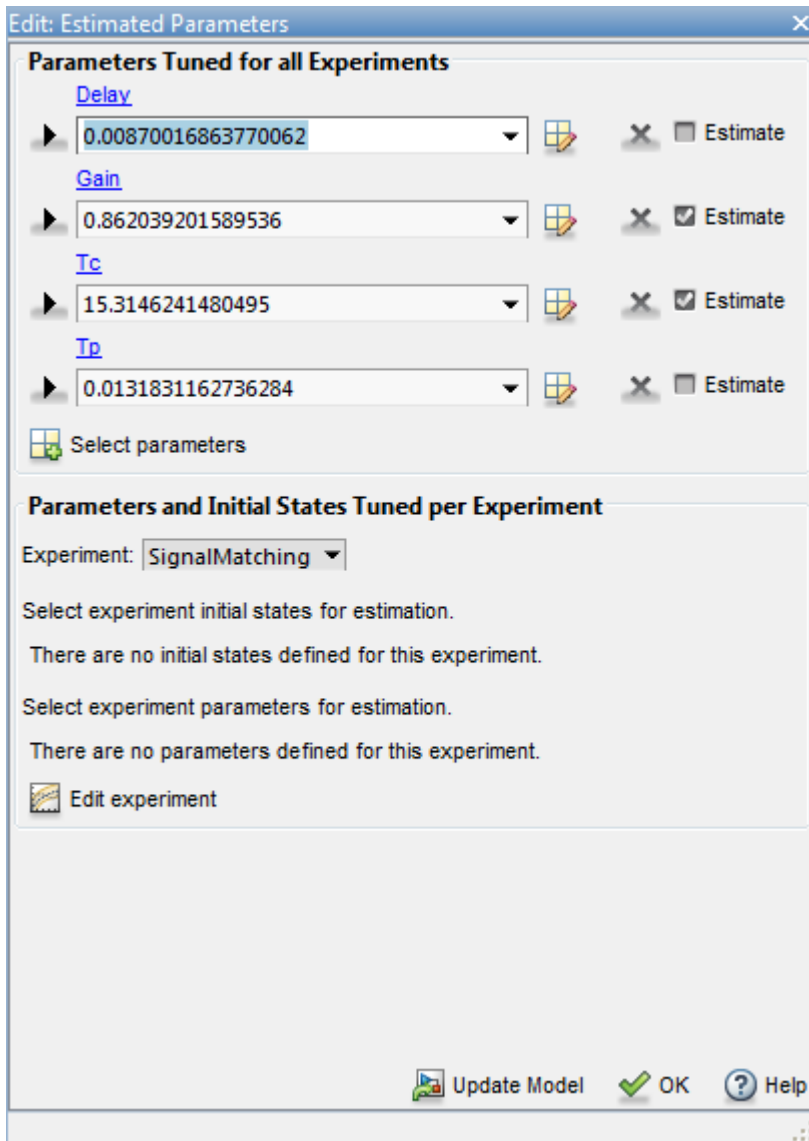 Edit: Estimated Parameters
Parameters Tuned for all Experiments
Delay
0.00870016863770062 Estimate
Gain
0.862039201589536 Estimate
Tc
15.3146241480495 Estimate
Tp
0.0131831162736284 Estimate
Select parameters
Parameters and Initial States Tuned per Experiment
Experiment: SignalMatching
Select experiment initial states for estimation.
There are no initial states defined for this experiment.
Select experiment parameters for estimation.
There are no parameters defined for this experiment.
Edit experiment
Update Model OK Help